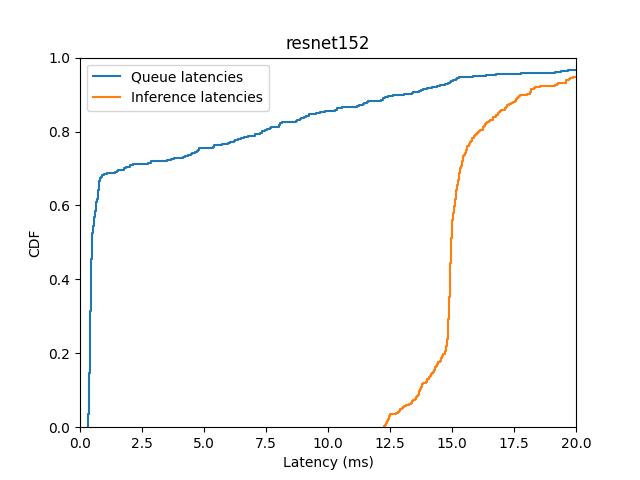 resnet152
1.0
0.8
0.6
0.4
0.2
0.0
CDF
Queue latencies
Inference latencies
0.0 2.5 5.0 7.5 10.0 12.5 15.0 17.5 20.0
Latency (ms)